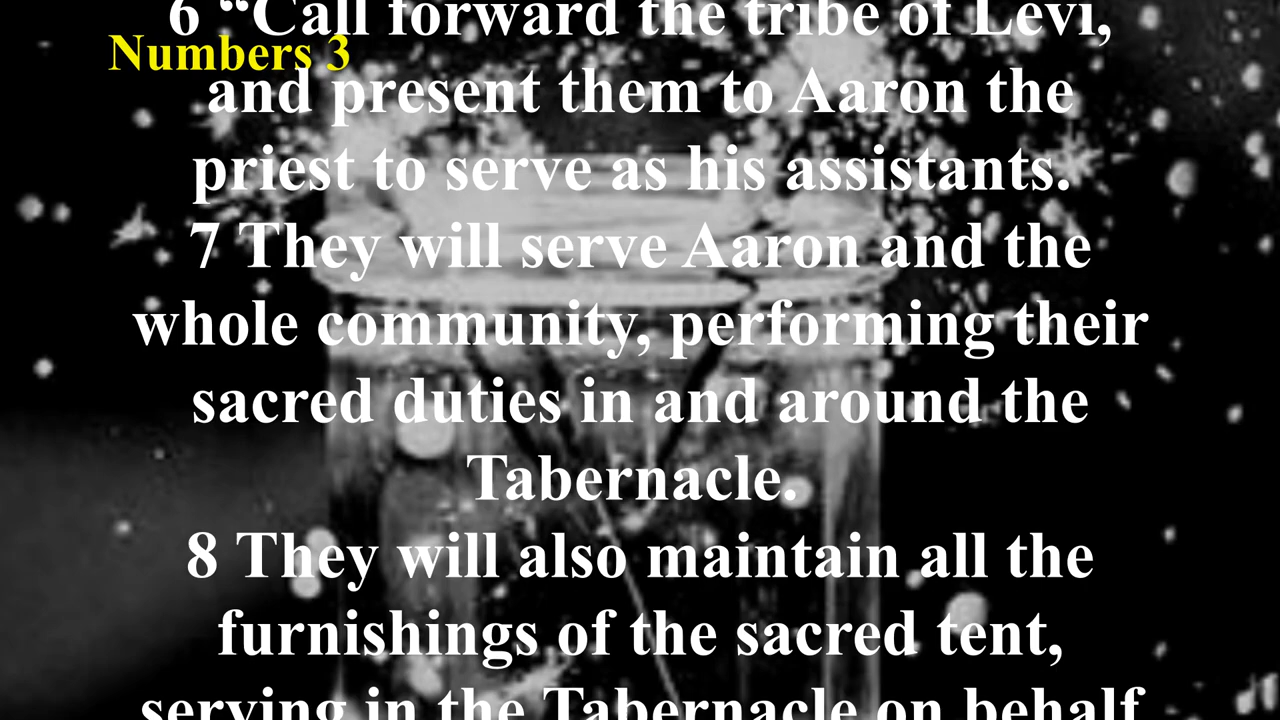 6 “Call forward the tribe of Levi,
Numbers 3
and present them to Aaron the
priest to serve as his assistants.
7 They will serve Aaron and the
whole community, performing their
sacred duties in and around the
Tabernacle.
8 They will also maintain all the
furnishings of the sacred tent,
serving in the Tabernacle on behalf